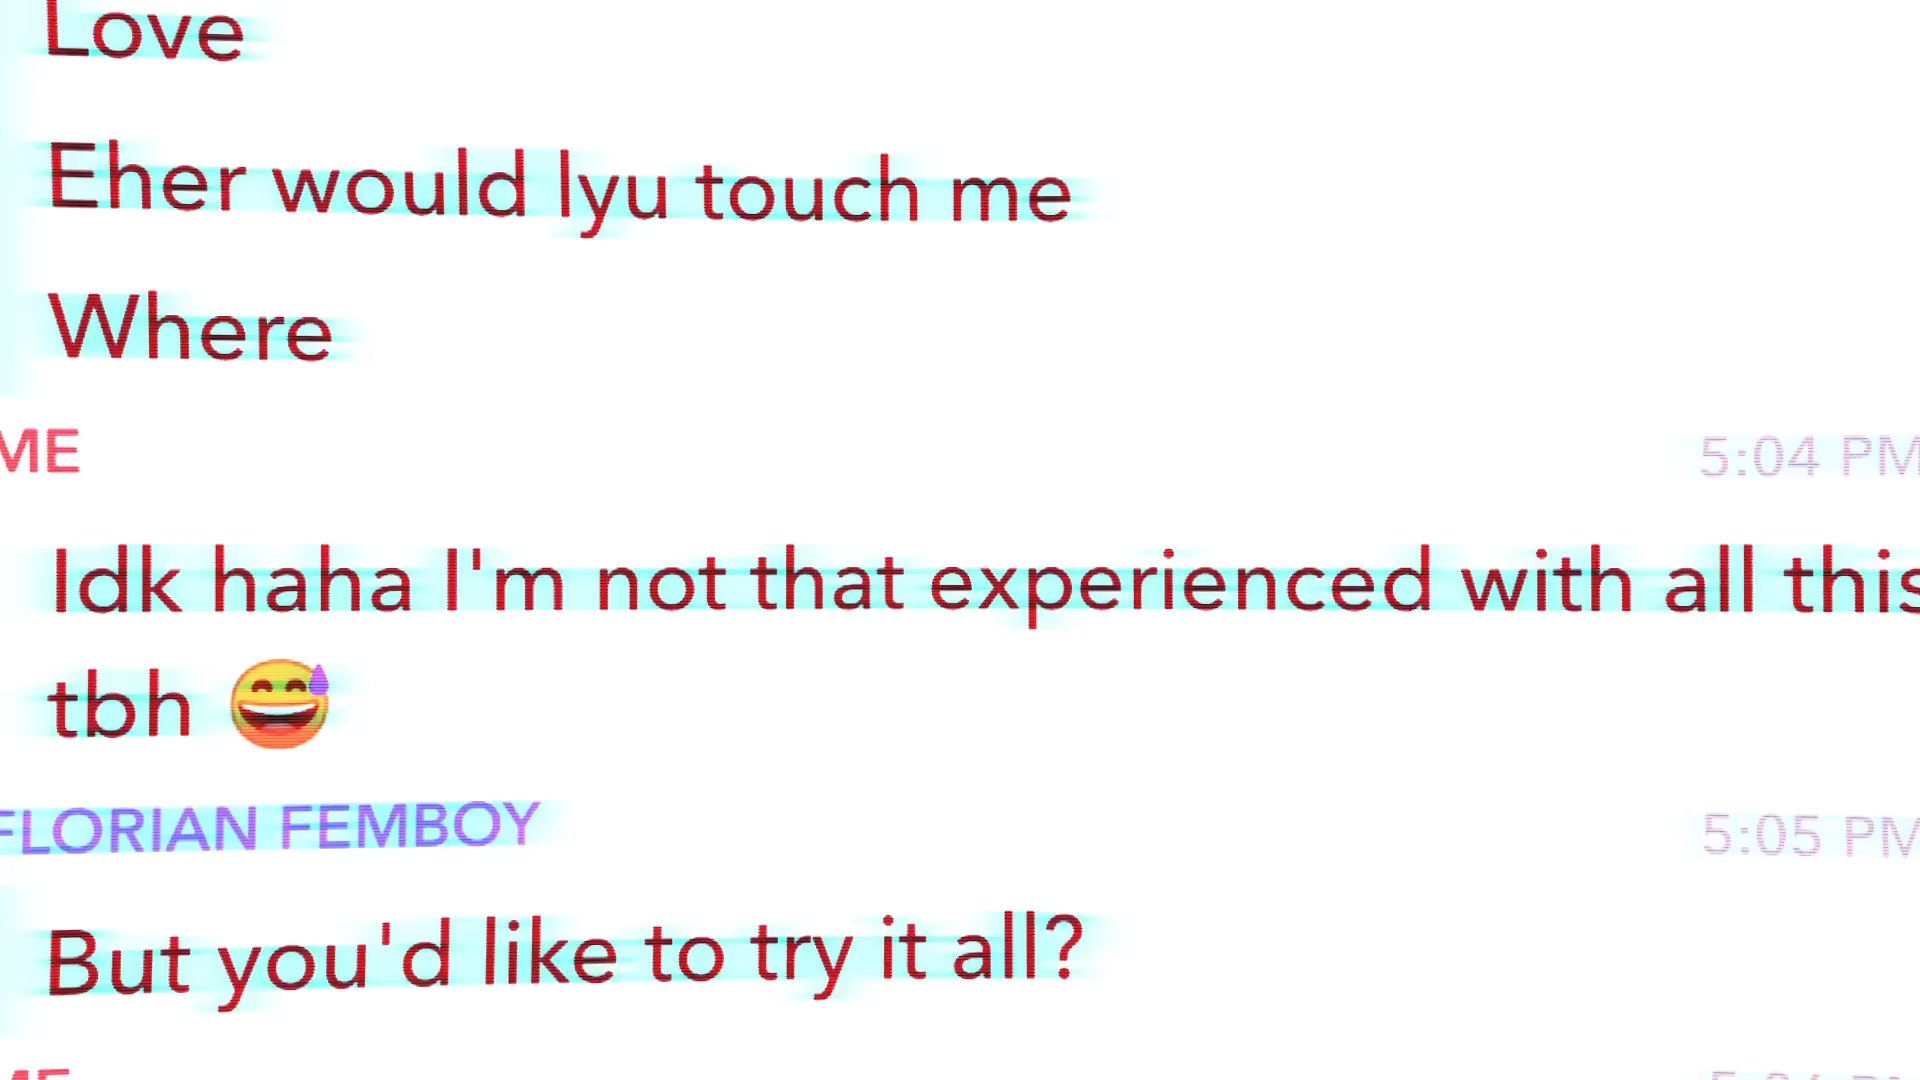 Love
Eher would lyu touch me
Where
ME 5:04 PM
Idk haha I'm not that experienced with all this
tbh 😅
FLORIAN FEMBOY 5:05 PM
But you'd like to try it all?
ME